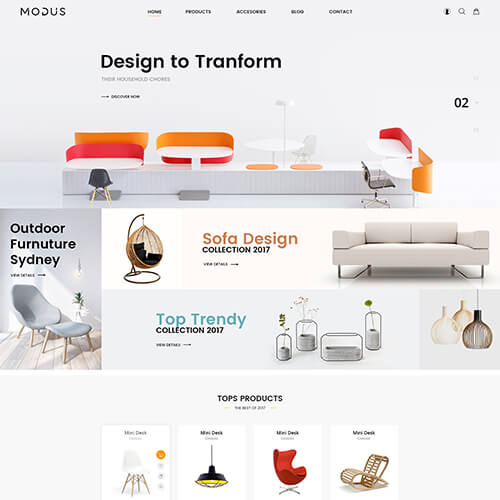 MODUS
HOME PRODUCTS ACCESORIES BLOG CONTACT
Design to Tranform
THEIR HOUSEHOLD CHORES
DISCOVER NOW
02
Outdoor
Furnuture
Sydney
VIEW DETAILS
Sofa Design
COLLECTION 2017
VIEW DETAILS
Top Trendy
COLLECTION 2017
VIEW DETAILS
TOPS PRODUCTS
THE BEST OF 2017
Mini Desk Mini Desk Mini Desk Mini Desk